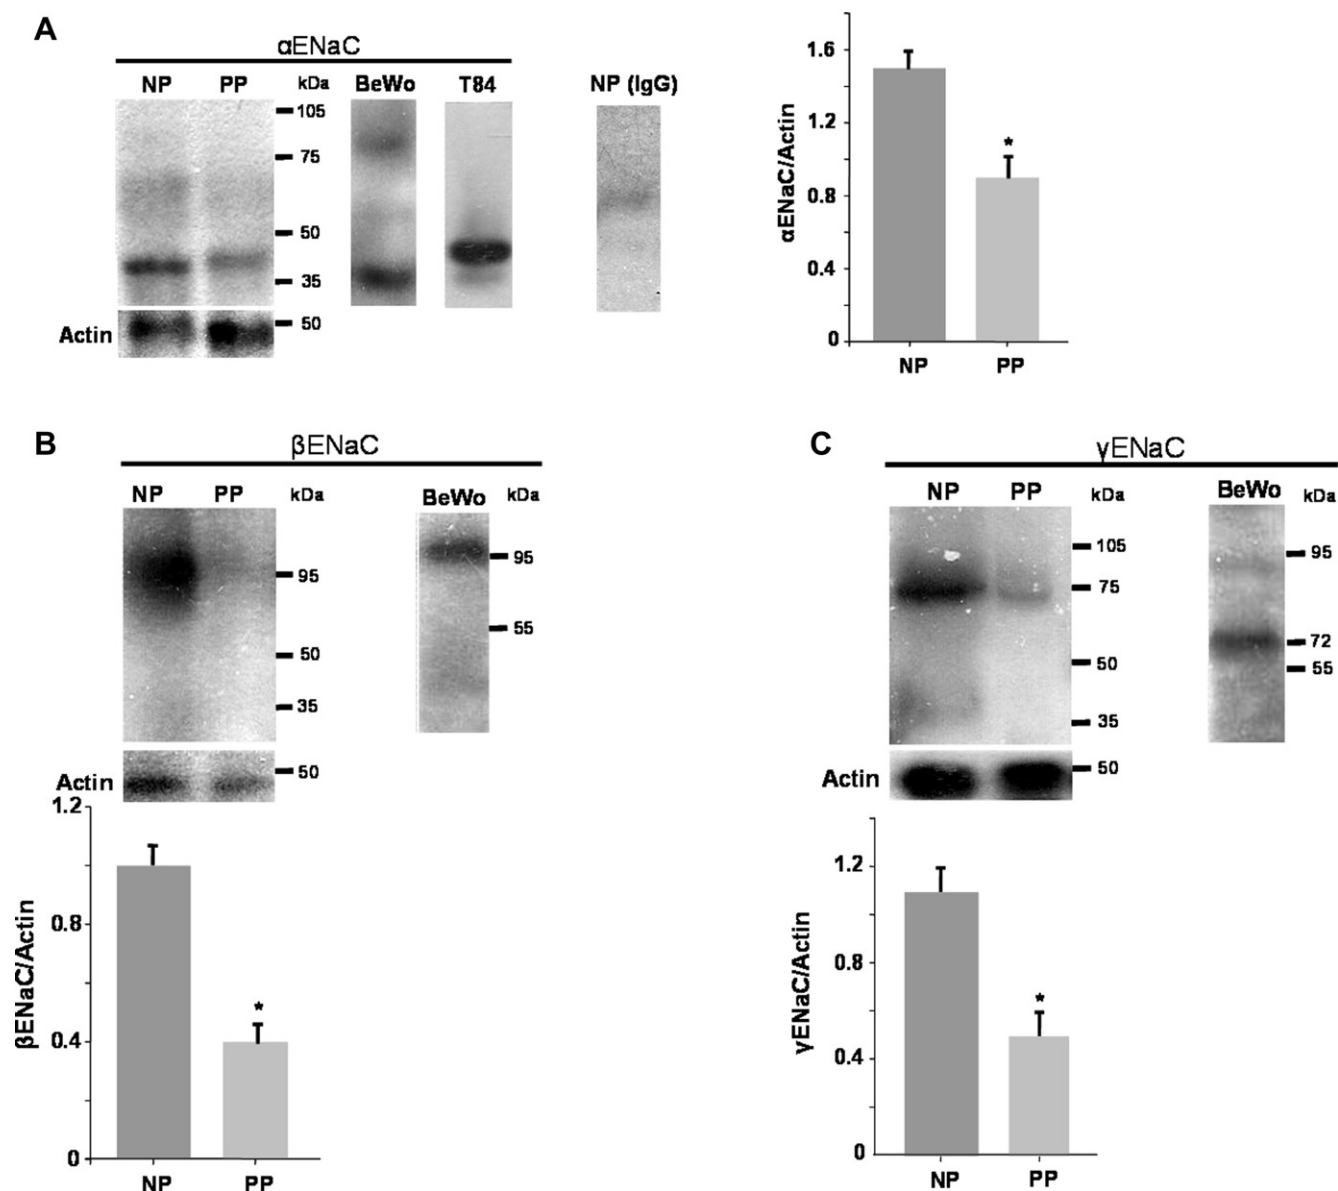 A
αENaC
NP PP kDa BeWo T84 NP (IgG)
105
75
50
35
Actin 50
αENaC/Actin
1.6
1.2
0.8
0.4
0
*
NP PP
B
βENaC
NP PP kDa BeWo kDa
95
50
35
95
55
Actin 50
βENaC/Actin
1.2
0.8
0.4
0
*
NP PP
C
γENaC
NP PP kDa BeWo kDa
105
75
50
35
95
72
55
Actin 50
γENaC/Actin
1.2
0.8
0.4
0
*
NP PP